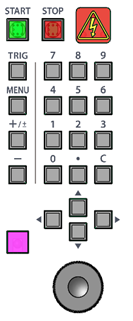 START STOP
TRIG 7 8 9
MENU 4 5 6
+/± 1 2 3
− 0 • C